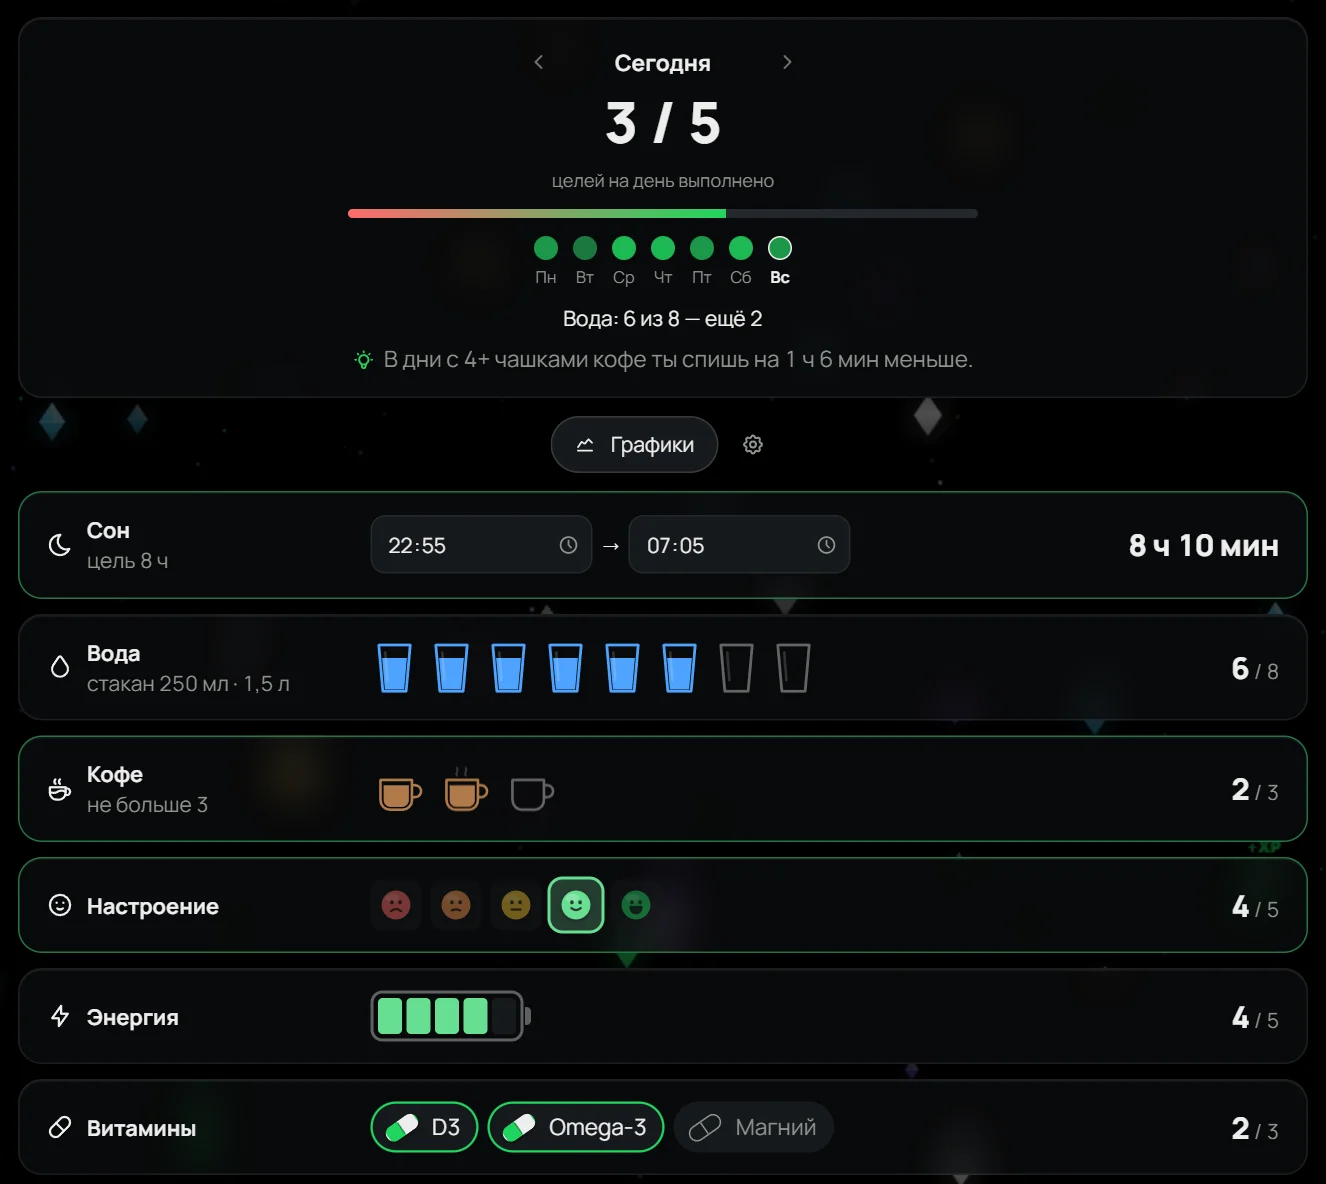 Сегодня
3 / 5
целей на день выполнено
Пн Вт Ср Чт Пт Сб Вс
Вода: 6 из 8 — ещё 2
В дни с 4+ чашками кофе ты спишь на 1 ч 6 мин меньше.
Графики
Сон
цель 8 ч
22:55 → 07:05
8 ч 10 мин
Вода
стакан 250 мл · 1,5 л
6 / 8
Кофе
не больше 3
2 / 3
+XP
Настроение
4 / 5
Энергия
4 / 5
Витамины
D3 Omega-3 Магний
2 / 3